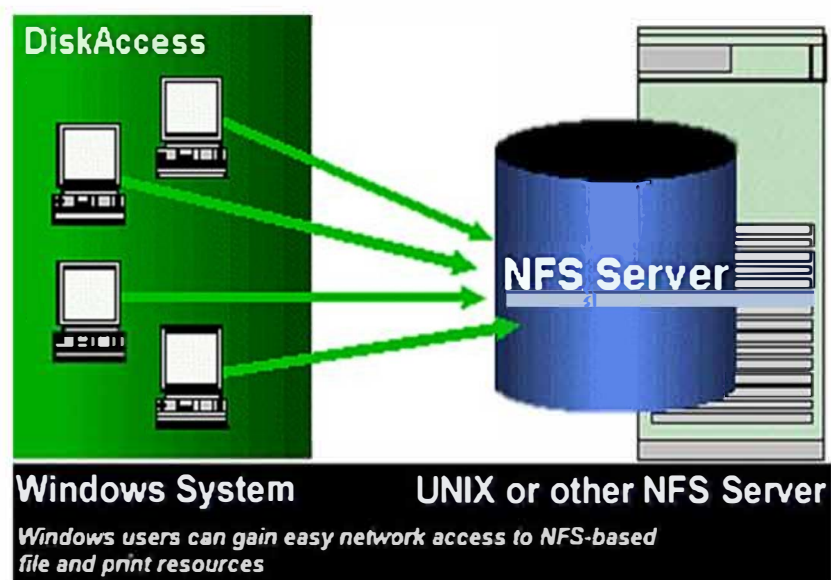 DiskAccess
NFS Server
Windows System
UNIX or other NFS Server
Windows users can gain easy network access to NFS-based
file and print resources